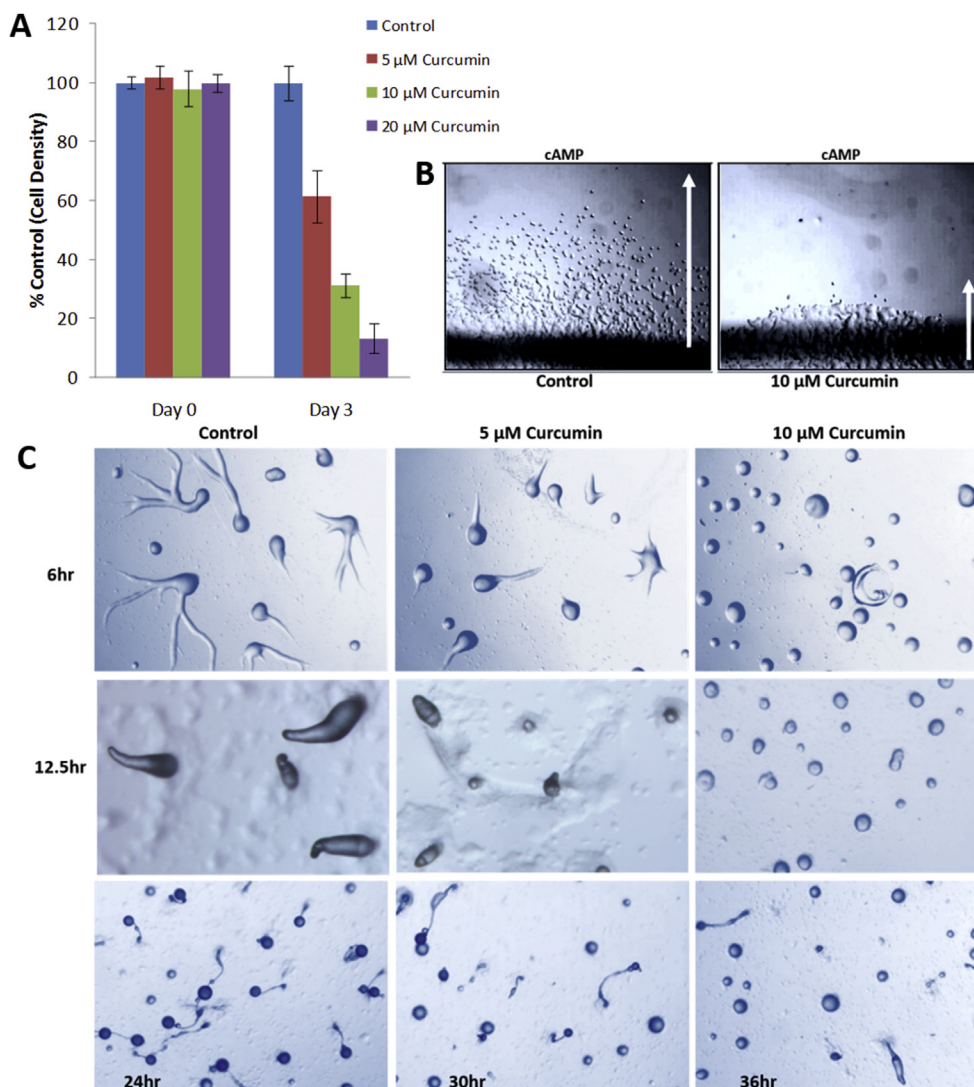 A
120
100
80
60
40
20
0
% Control (Cell Density)
Day 0
Day 3
Control
5 µM Curcumin
10 µM Curcumin
20 µM Curcumin
B
cAMP
cAMP
Control
10 µM Curcumin
C
Control
5 µM Curcumin
10 µM Curcumin
6hr
12.5hr
24hr
30hr
36hr